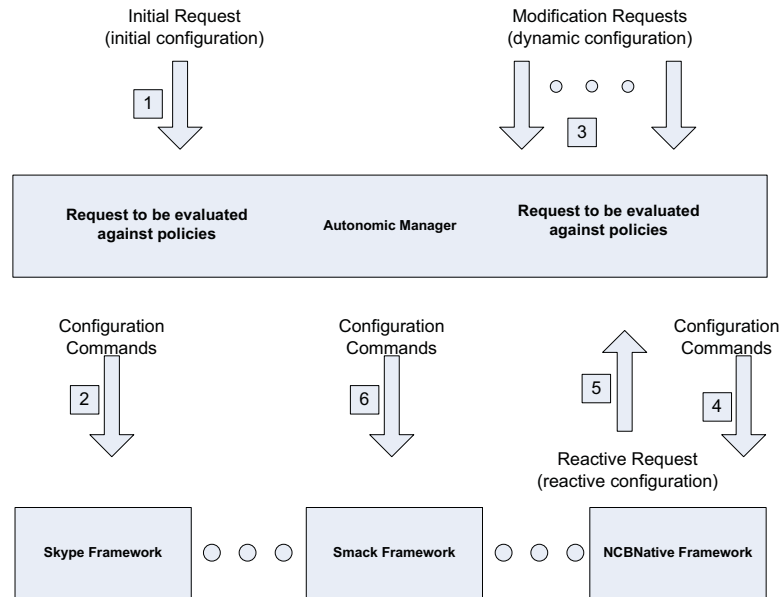 Initial Request
(initial configuration)
Modification Requests
(dynamic configuration)
1
3
Request to be evaluated
against policies
Autonomic Manager
Request to be evaluated
against policies
Configuration
Commands
Configuration
Commands
Configuration
Commands
2
6
5
4
Reactive Request
(reactive configuration)
Skype Framework
Smack Framework
NCBNative Framework